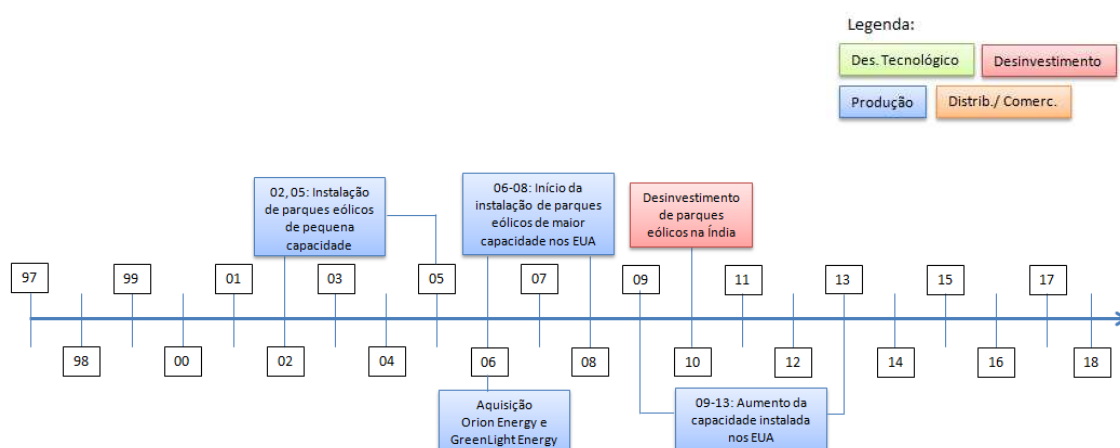 Legenda:
Des. Tecnológico
Desinvestimento
Produção
Distrib./ Comerc.
02, 05: Instalação
de parques eólicos
de pequena
capacidade
06-08: Início da
instalação de parques
eólicos de maior
capacidade nos EUA
Desinvestimento
de parques
eólicos na Índia
97
99
01
03
05
07
09
11
13
15
17
98
00
02
04
06
08
10
12
14
16
18
Aquisição
Orion Energy e
GreenLight Energy
09-13: Aumento da
capacidade instalada
nos EUA